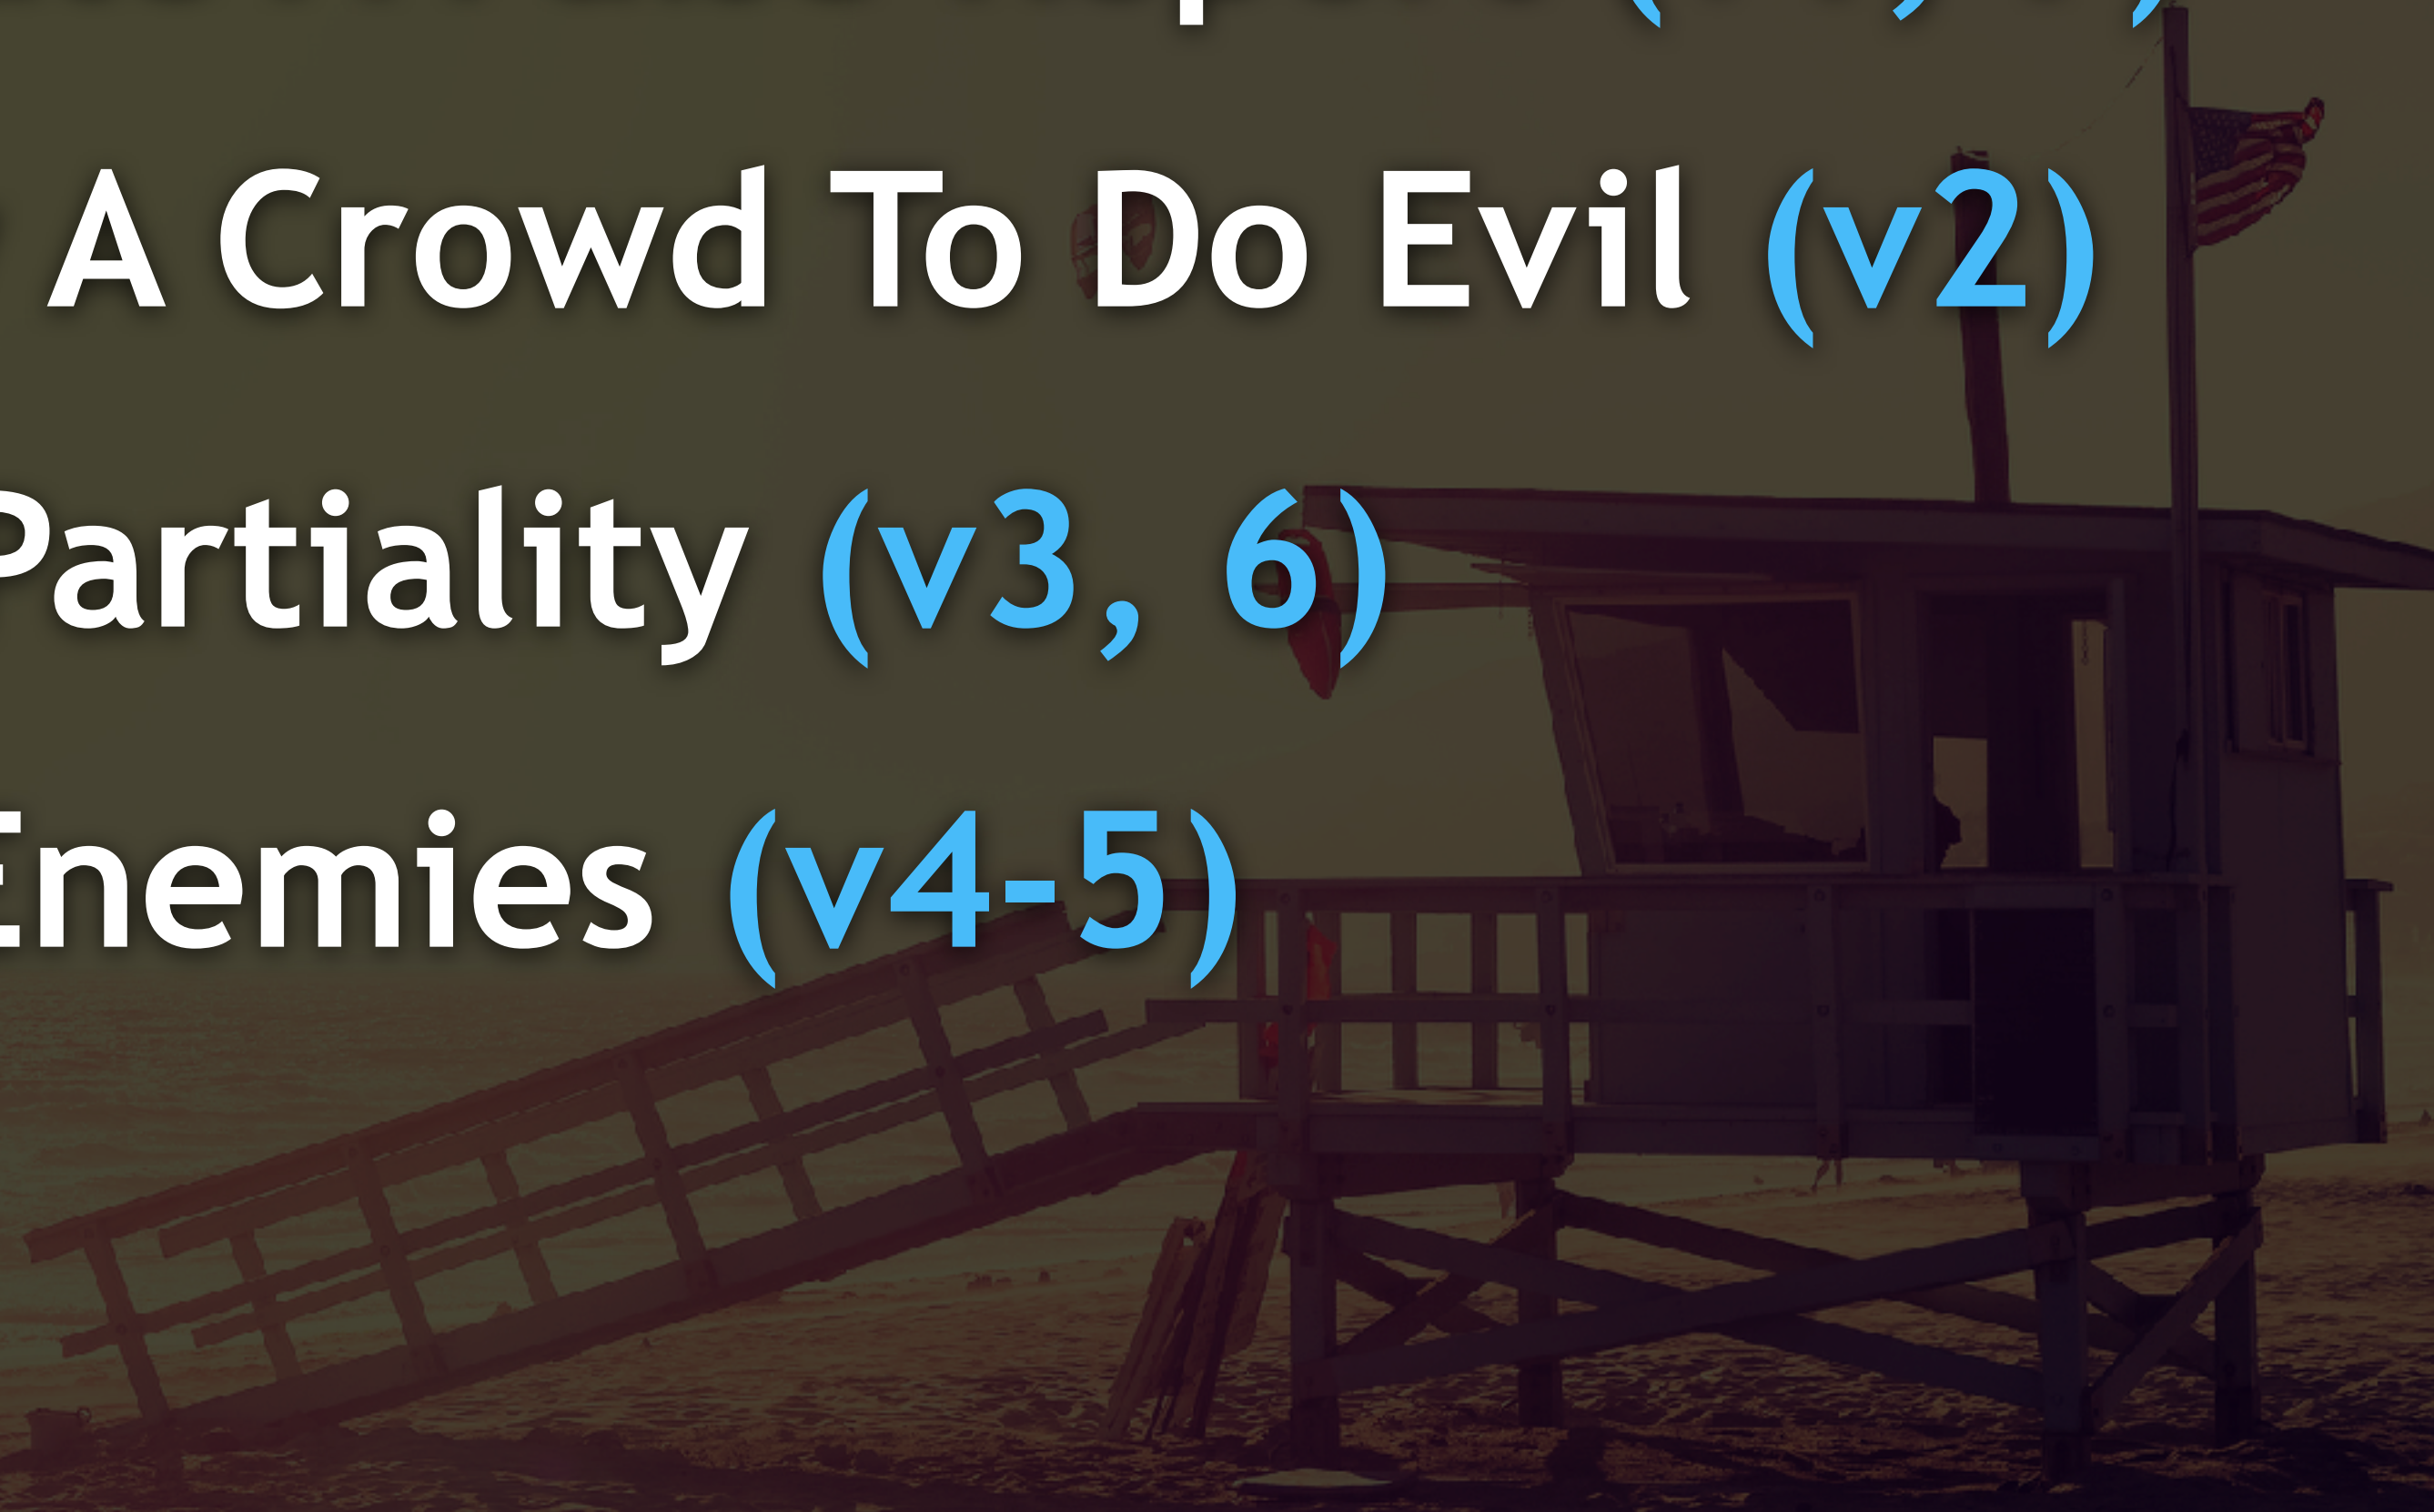 A Crowd To Do Evil (v2)
Partiality (v3, 6)
Enemies (v4-5)